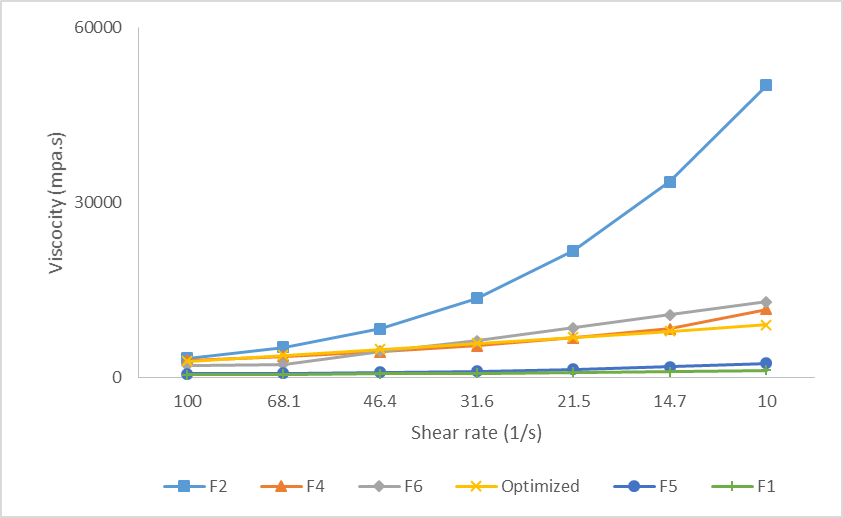 60000
30000
0
Viscocity (mpa.s)
100 68.1 46.4 31.6 21.5 14.7 10
Shear rate (1/s)
F2 F4 F6 Optimized F5 F1